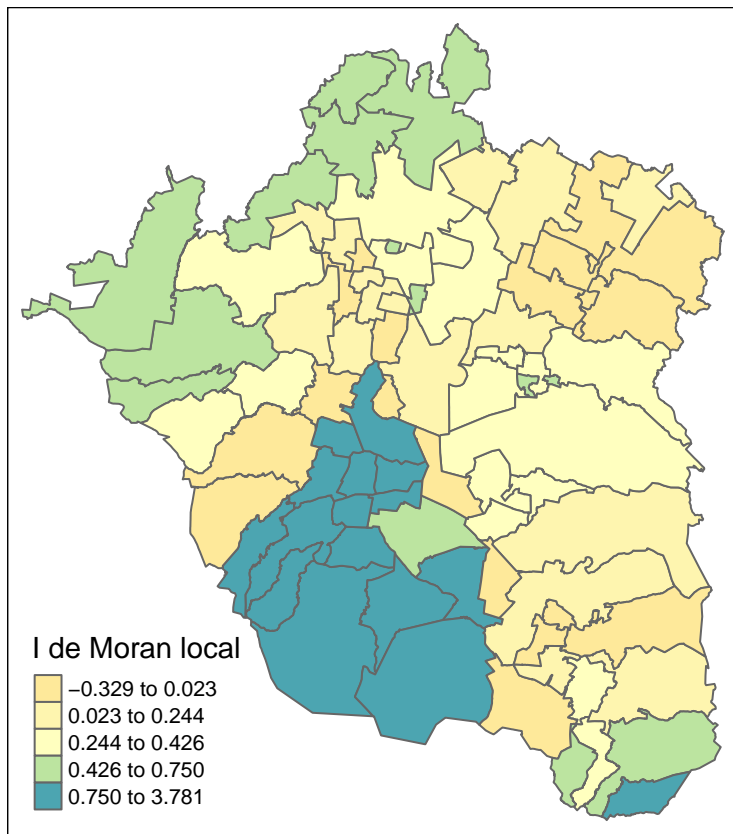 I de Moran local
−0.329 to 0.023
0.023 to 0.244
0.244 to 0.426
0.426 to 0.750
0.750 to 3.781